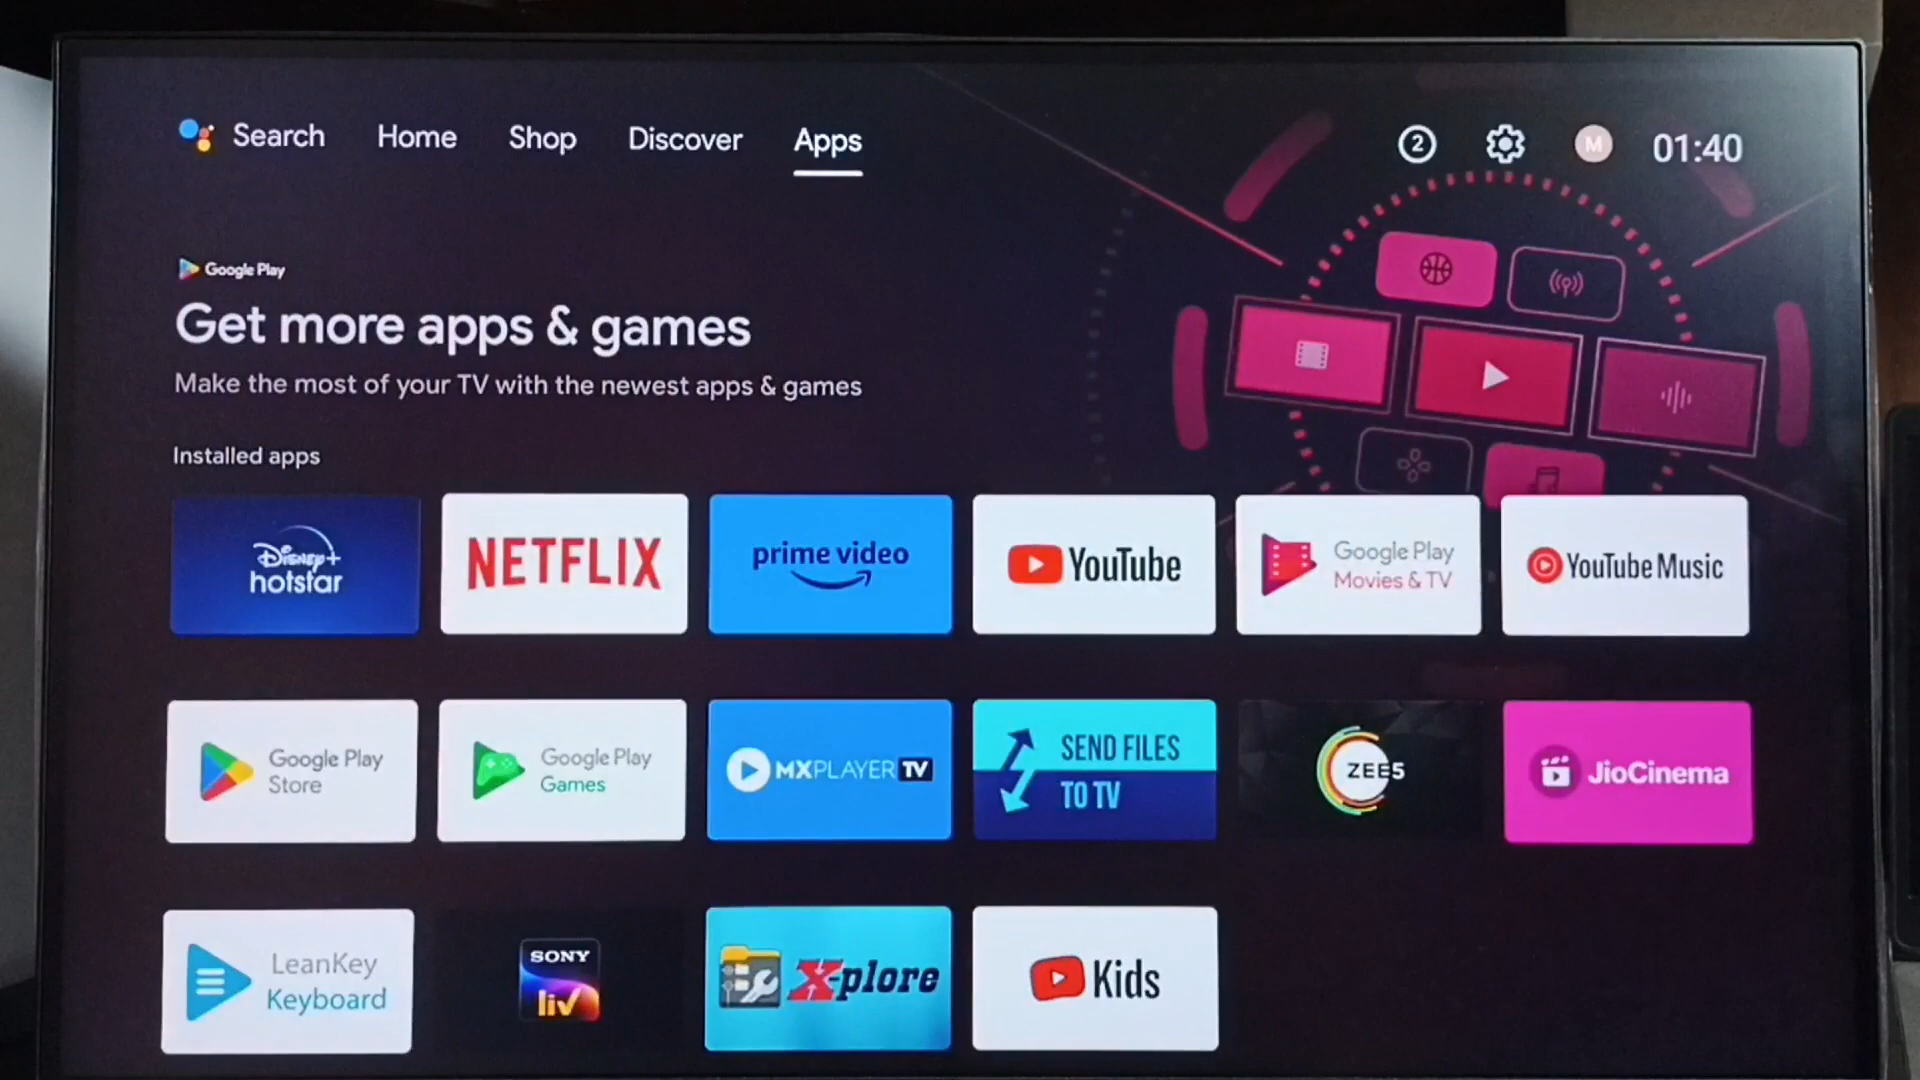 Search Home Shop Discover Apps
2 M 01:40
Google Play
Get more apps & games
Make the most of your TV with the newest apps & games
Installed apps
Disney+
hotstar
NETFLIX
prime video
YouTube
Google Play
Movies & TV
YouTube Music
Google Play
Store
Google Play
Games
MXPLAYER TV
SEND FILES
TO TV
ZEE5
JioCinema
LeanKey
Keyboard
SONY
liv
X-plore
Kids